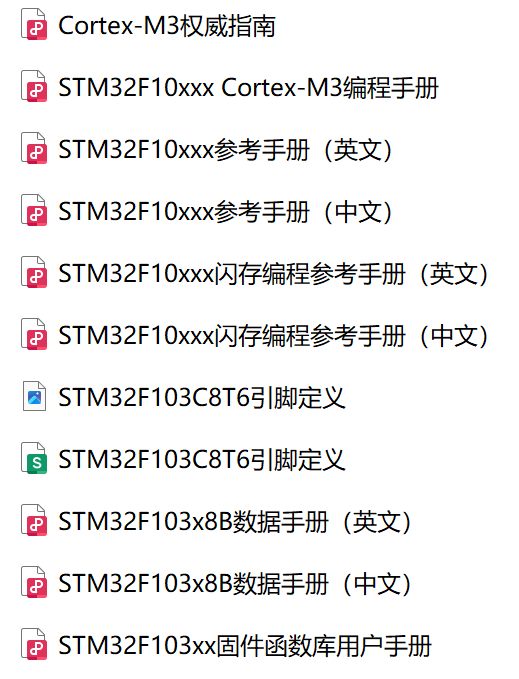 Cortex-M3权威指南
STM32F10xxx Cortex-M3编程手册
STM32F10xxx参考手册（英文）
STM32F10xxx参考手册（中文）
STM32F10xxx闪存编程参考手册（英文）
STM32F10xxx闪存编程参考手册（中文）
STM32F103C8T6引脚定义
STM32F103C8T6引脚定义
STM32F103x8B数据手册（英文）
STM32F103x8B数据手册（中文）
STM32F103xx固件函数库用户手册